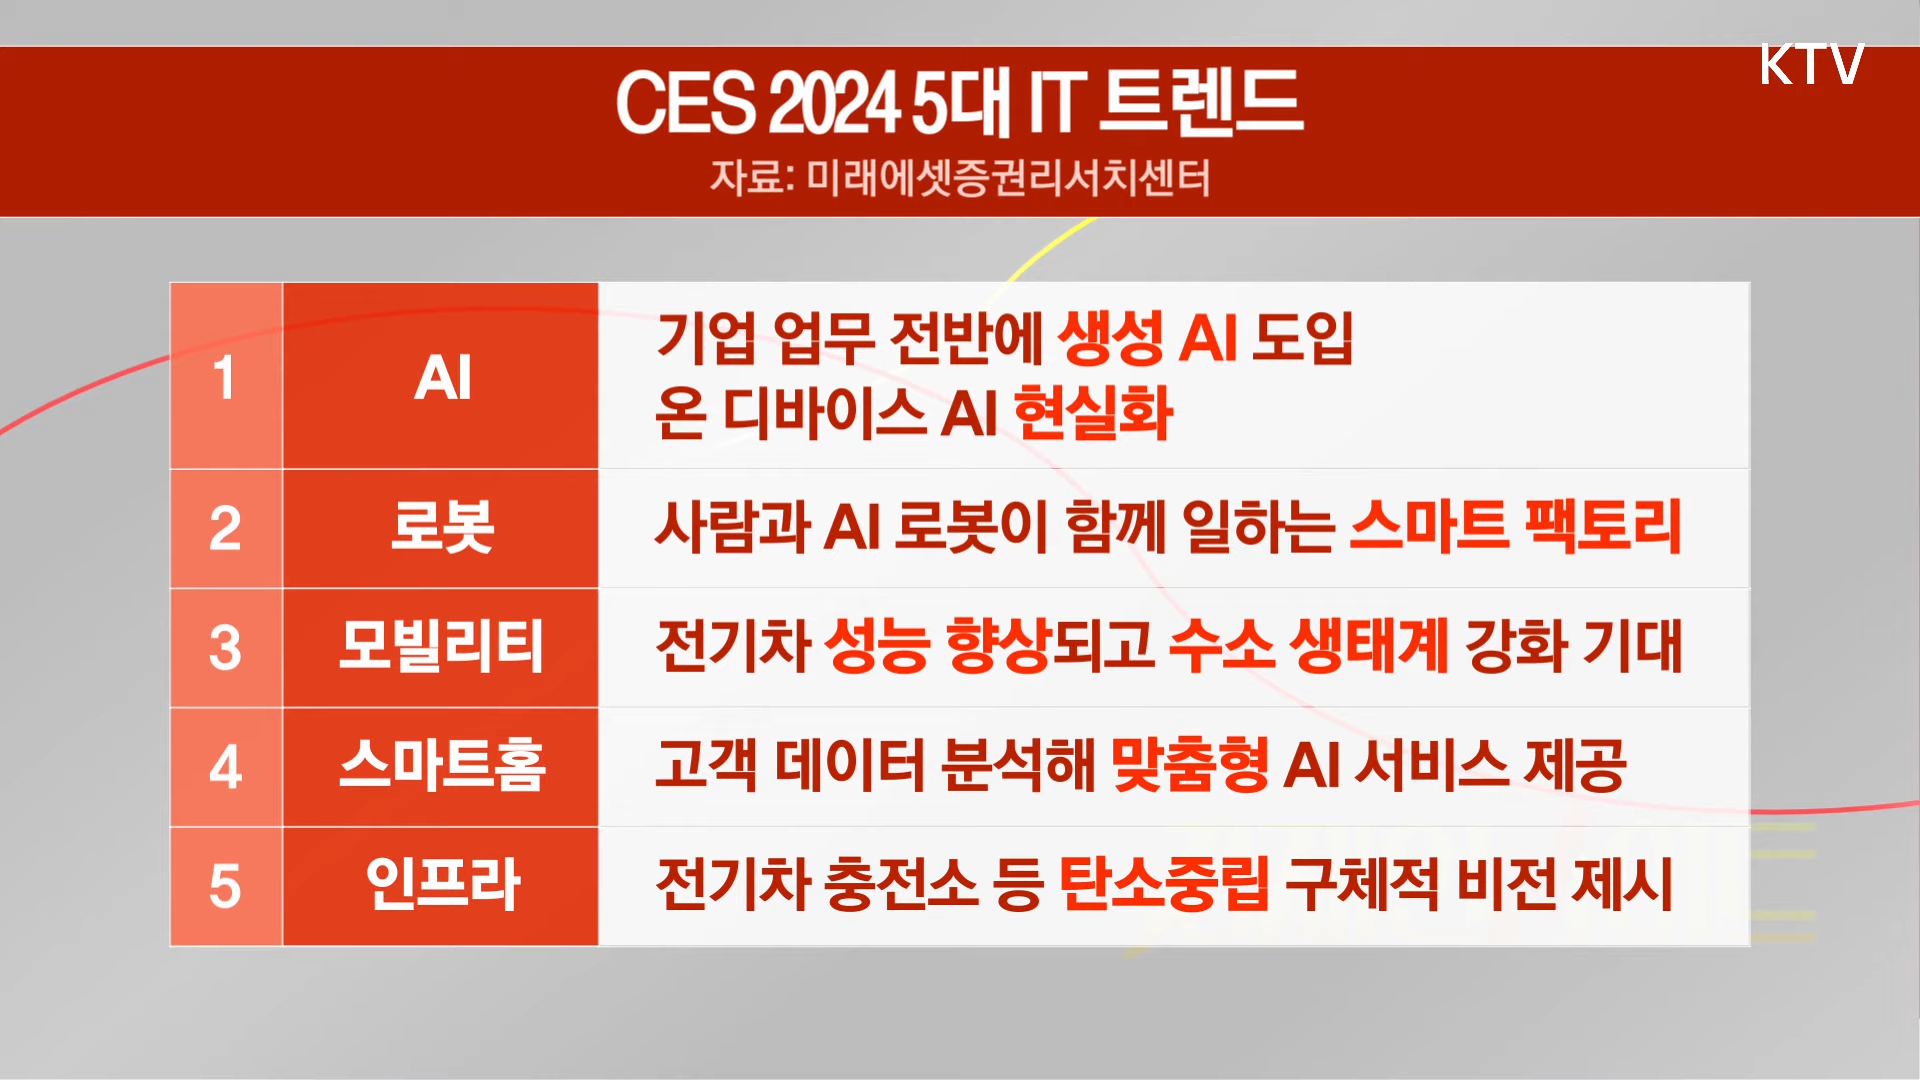 KTV
CES 2024 5대 IT 트렌드
자료: 미래에셋증권리서치센터
1 AI 기업 업무 전반에 생성 AI 도입
온 디바이스 AI 현실화
2 로봇 사람과 AI 로봇이 함께 일하는 스마트 팩토리
3 모빌리티 전기차 성능 향상되고 수소 생태계 강화 기대
4 스마트홈 고객 데이터 분석해 맞춤형 AI 서비스 제공
5 인프라 전기차 충전소 등 탄소중립 구체적 비전 제시